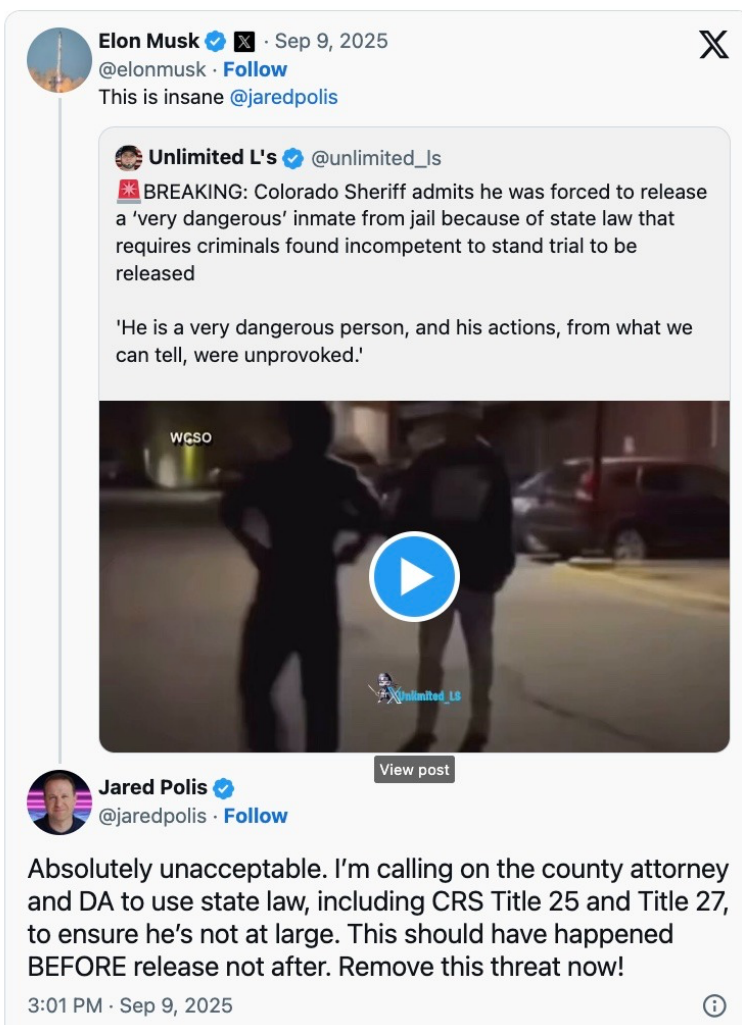 Elon Musk · Sep 9, 2025
@elonmusk · Follow
This is insane @jaredpolis
Unlimited L's @unlimited_ls
🚨BREAKING: Colorado Sheriff admits he was forced to release
a ‘very dangerous’ inmate from jail because of state law that
requires criminals found incompetent to stand trial to be
released
'He is a very dangerous person, and his actions, from what we
can tell, were unprovoked.'
WCSO
Unlimited_LS
View post
Jared Polis
@jaredpolis · Follow
Absolutely unacceptable. I’m calling on the county attorney
and DA to use state law, including CRS Title 25 and Title 27,
to ensure he’s not at large. This should have happened
BEFORE release not after. Remove this threat now!
3:01 PM · Sep 9, 2025